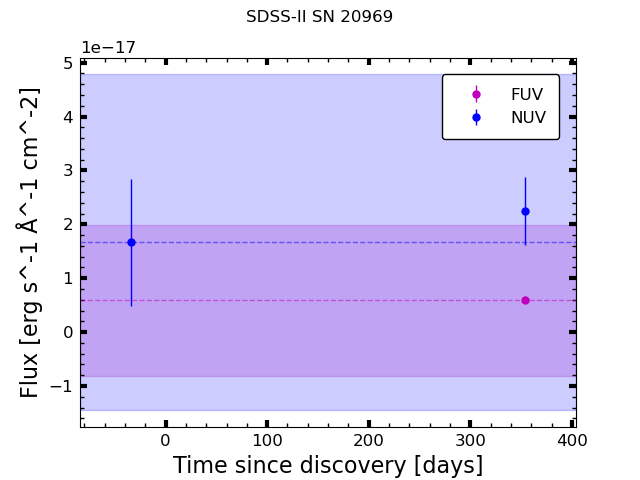 SDSS-II SN 20969
1e−17
5
4
3
2
1
0
−1
Flux [erg s^-1 Å^-1 cm^-2]
FUV
NUV
0 100 200 300 400
Time since discovery [days]